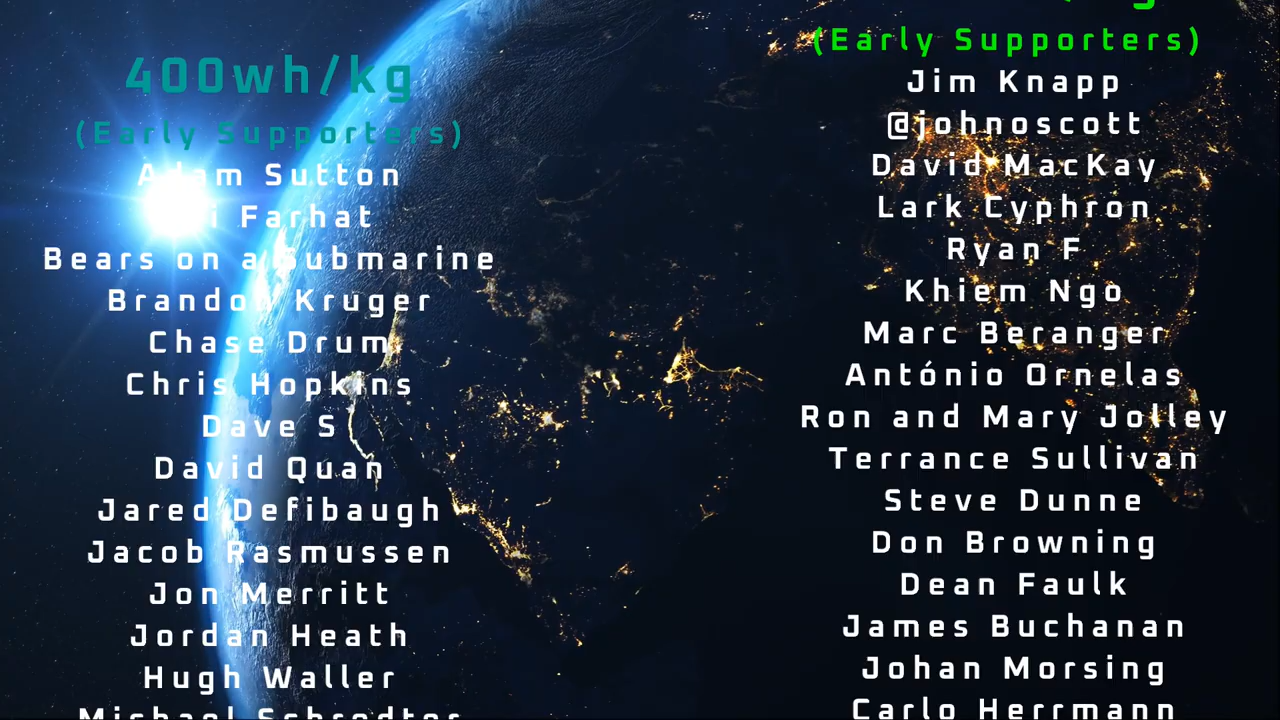 400wh/kg
(Early Supporters)
Adam Sutton
Farhat
Bears on a Submarine
Brandon Kruger
Chase Drum
Chris Hopkins
Dave S
David Quan
Jared Defibaugh
Jacob Rasmussen
Jon Merritt
Jordan Heath
Hugh Waller
Michael Schrodter
(Early Supporters)
Jim Knapp
@johnoscott
David MacKay
Lark Cyphron
Ryan F
Khiem Ngo
Marc Beranger
António Ornelas
Ron and Mary Jolley
Terrance Sullivan
Steve Dunne
Don Browning
Dean Faulk
James Buchanan
Johan Morsing
Carlo Herrmann